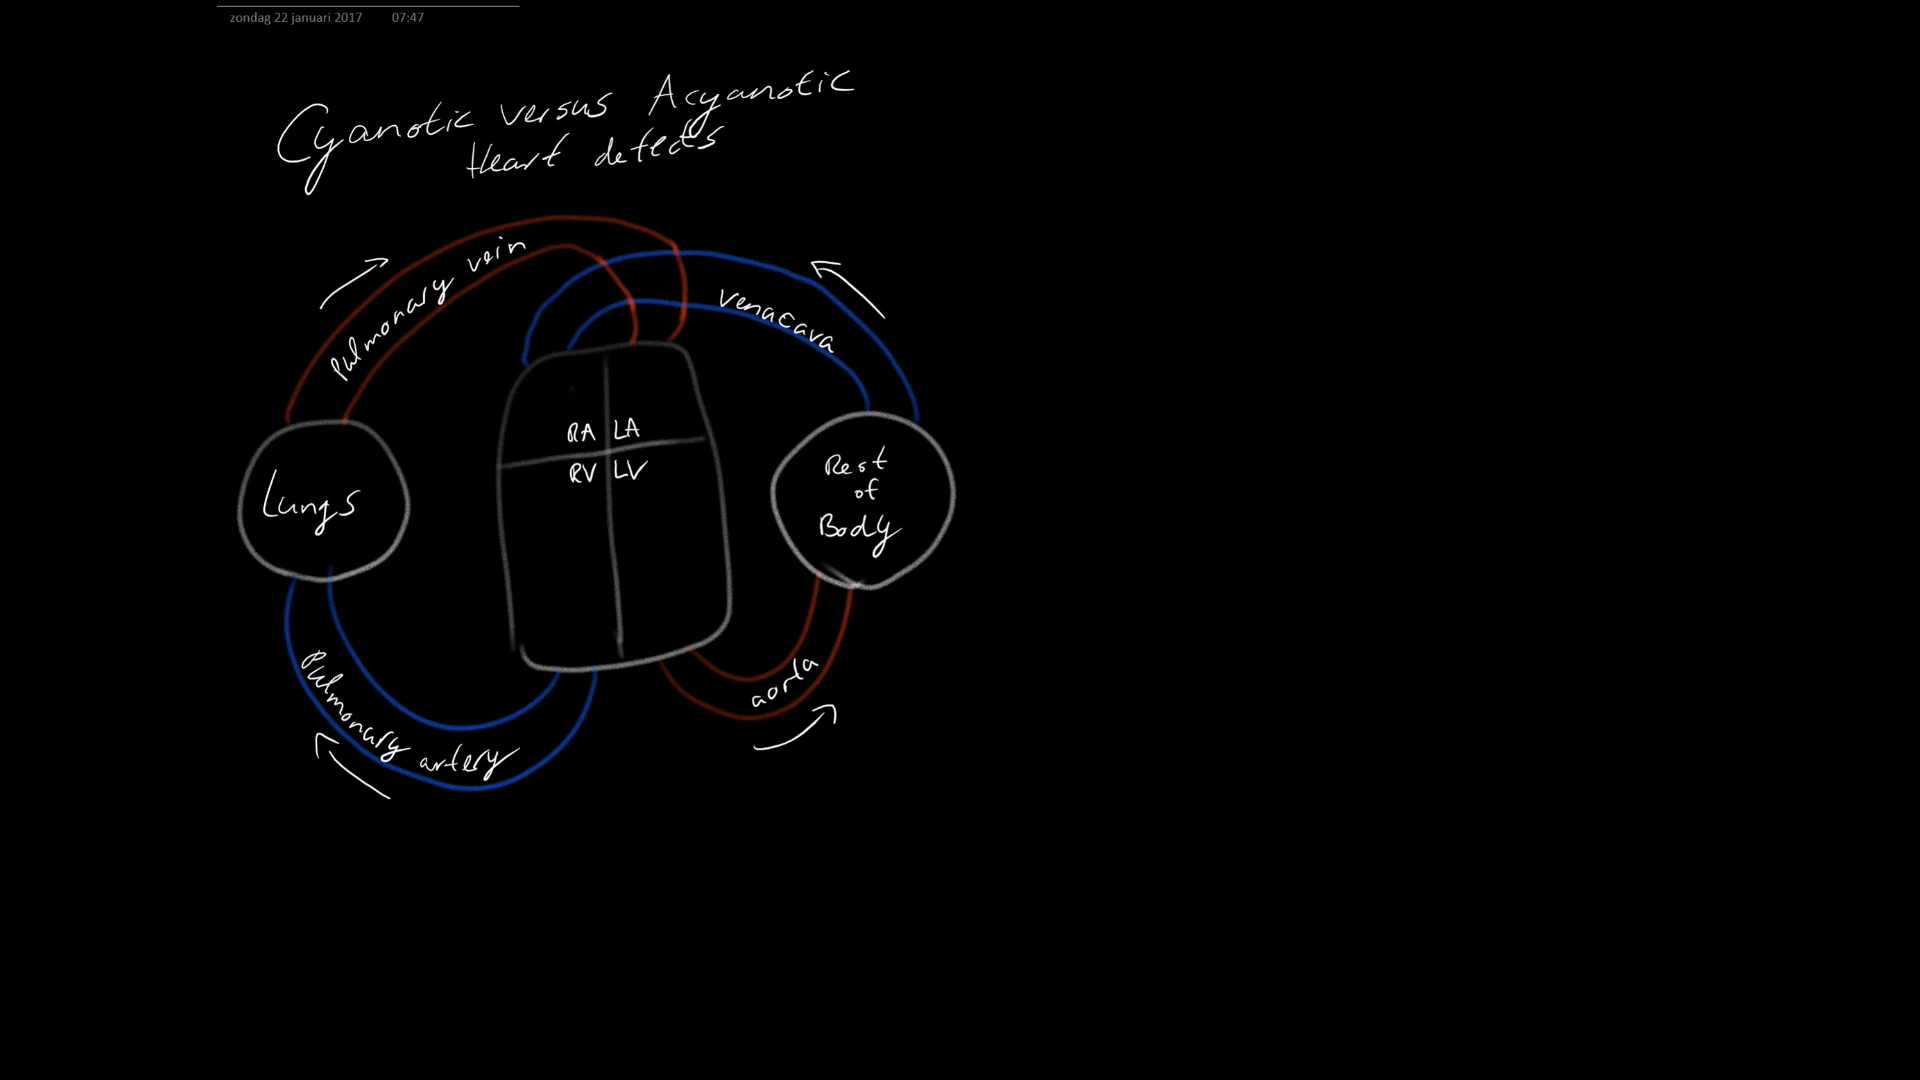 zondag 22 januari 2017 07:47
Cyanotic versus Acyanotic
Heart defects
Pulmonary vein
venacava
RA LA
RV LV
Lungs
Rest
of
Body
Pulmonary artery
aorta